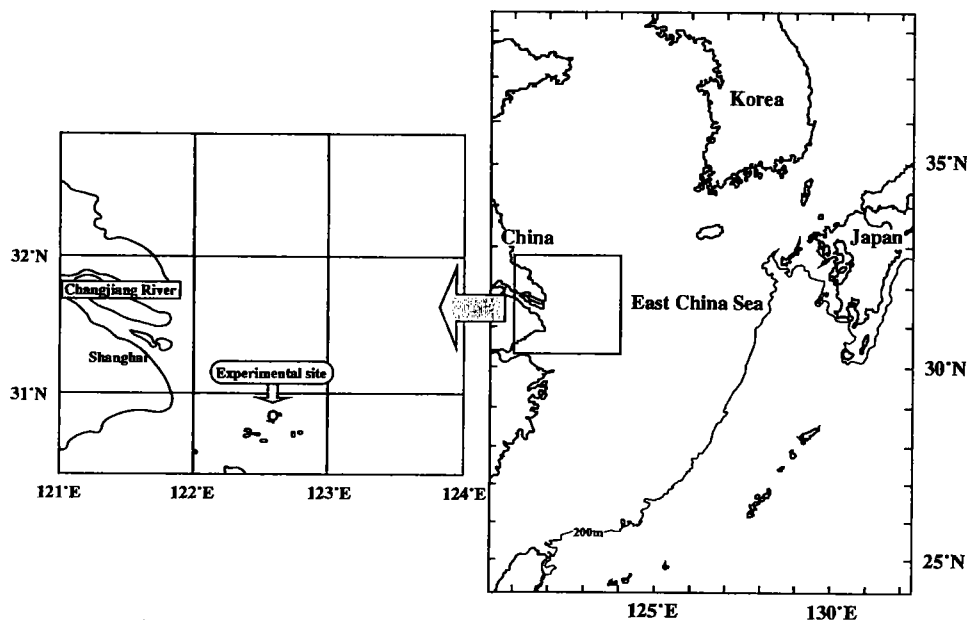 32°N
Changjiang River
Shanghai
Experimental site
31°N
121°E
122°E
123°E
124°E
Korea
35°N
China
Japan
East China Sea
30°N
200m
25°N
125°E
130°E